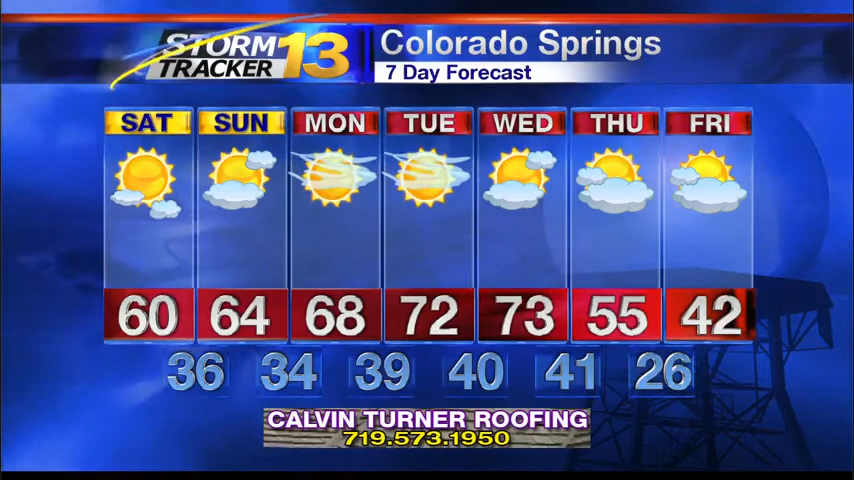 STORM TRACKER 13
Colorado Springs
7 Day Forecast
SAT SUN MON TUE WED THU FRI
60 64 68 72 73 55 42
36 34 39 40 41 26
CALVIN TURNER ROOFING
719.573.1950